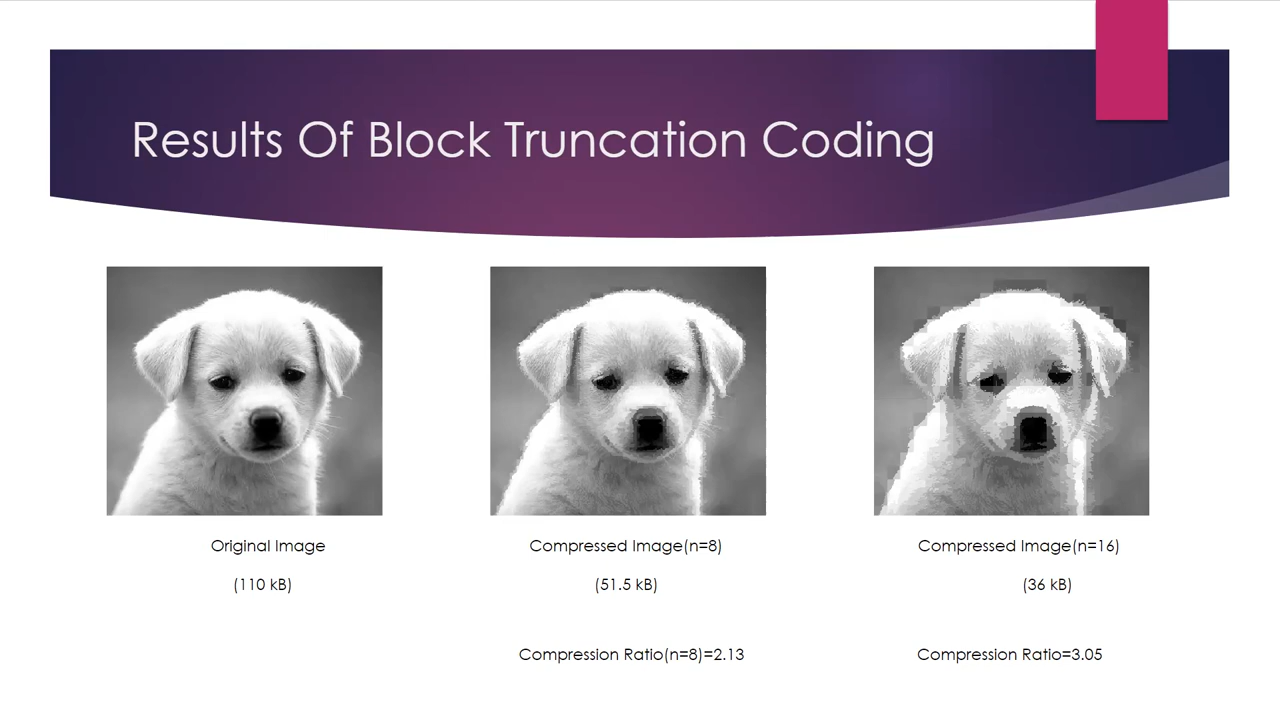 Results Of Block Truncation Coding
Original Image
(110 kB)
Compressed Image(n=8)
(51.5 kB)
Compression Ratio(n=8)=2.13
Compressed Image(n=16)
(36 kB)
Compression Ratio=3.05